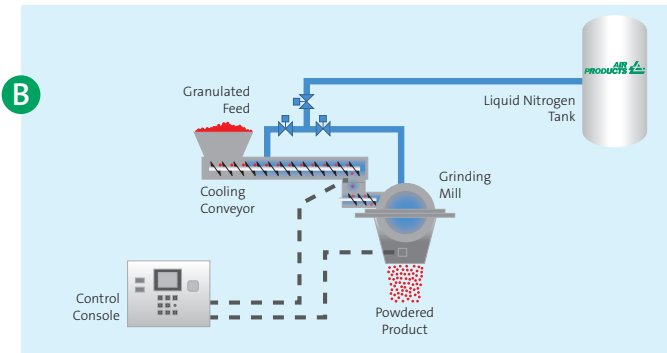 B
Granulated
Feed
AIR
PRODUCTS
Liquid Nitrogen
Tank
Cooling
Conveyor
Grinding
Mill
Control
Console
Powdered
Product